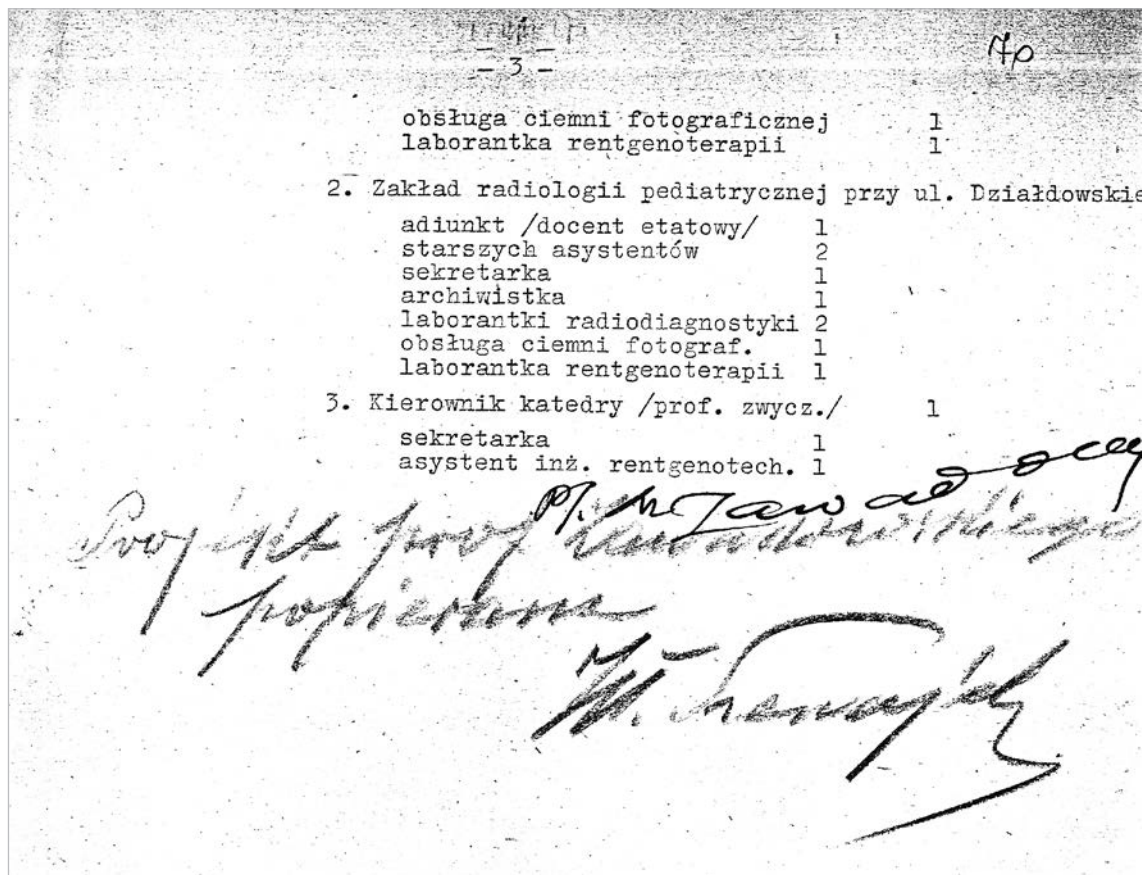 - 3 -
obsługa ciemni fotograficznej 1
laborantka rentgenoterapii 1
2. Zakład radiologii pediatrycznej przy ul. Działdowskie
adiunkt /docent etatowy/ 1
starszych asystentów 2
sekretarka 1
archiwistka 1
laborantki radiodiagnostyki 2
obsługa ciemni fotograf. 1
laborantka rentgenoterapii 1
3. Kierownik katedry /prof. zwycz./ 1
sekretarka 1
asystent inż. rentgenotech. 1
Projekt prof Zawadowskiego
popieram